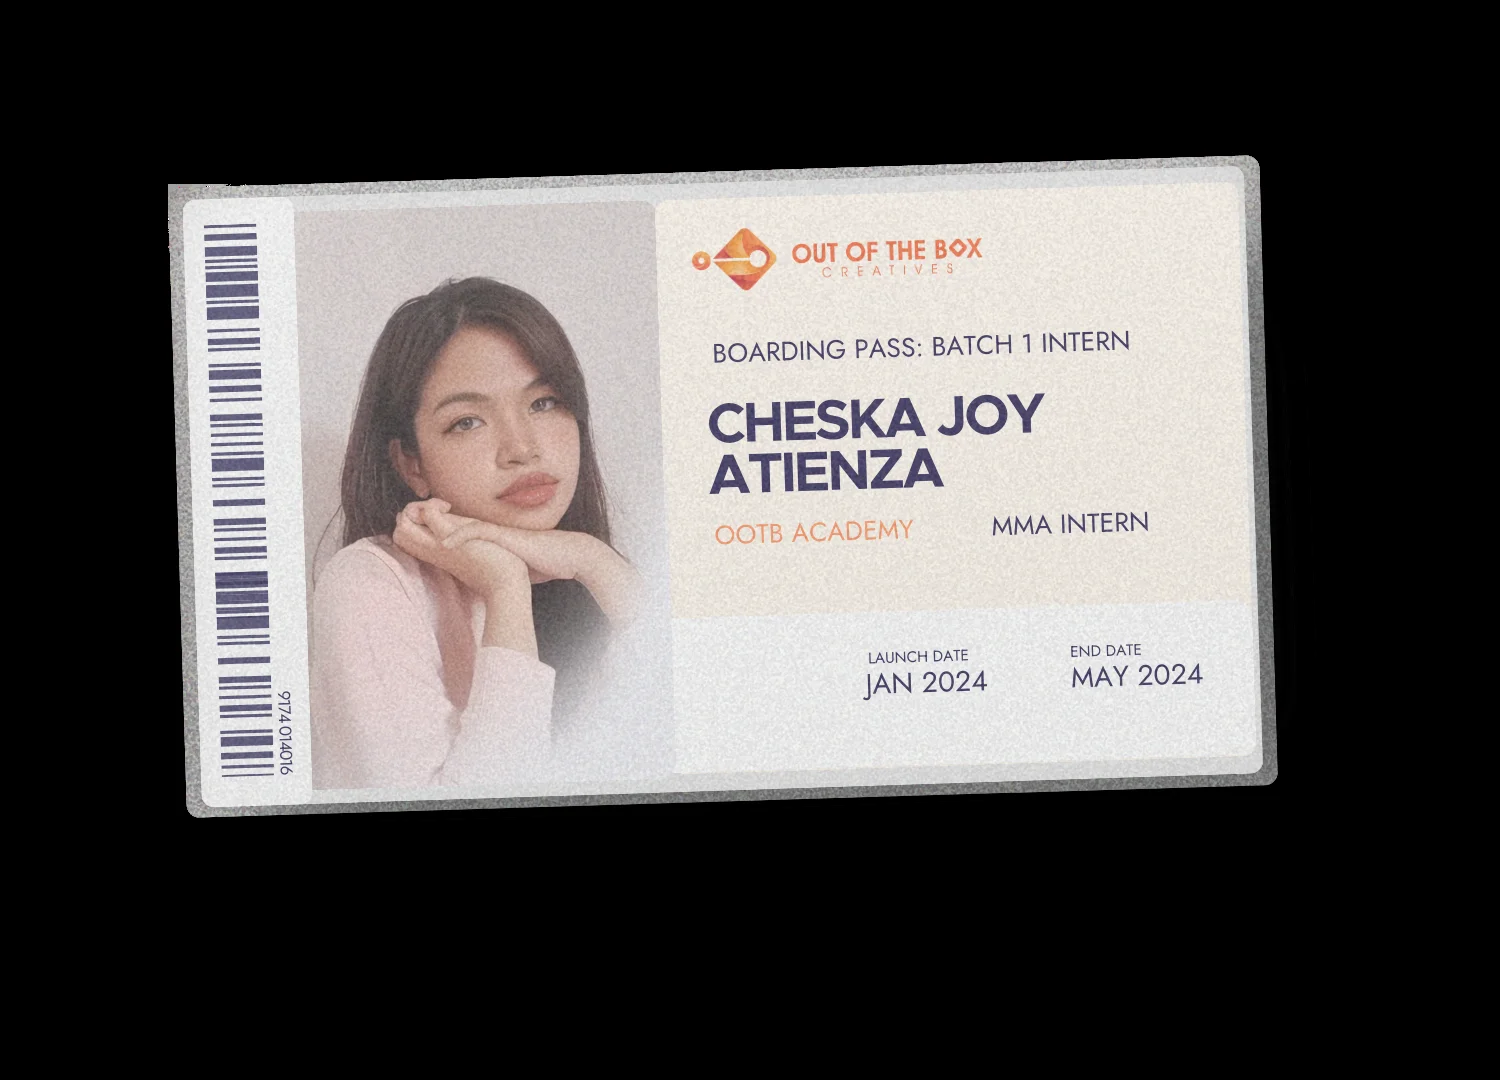 OUT OF THE BOX
CREATIVES
BOARDING PASS: BATCH 1 INTERN
CHESKA JOY
ATIENZA
OOTB ACADEMY
MMA INTERN
LAUNCH DATE
JAN 2024
END DATE
MAY 2024
9174 014016